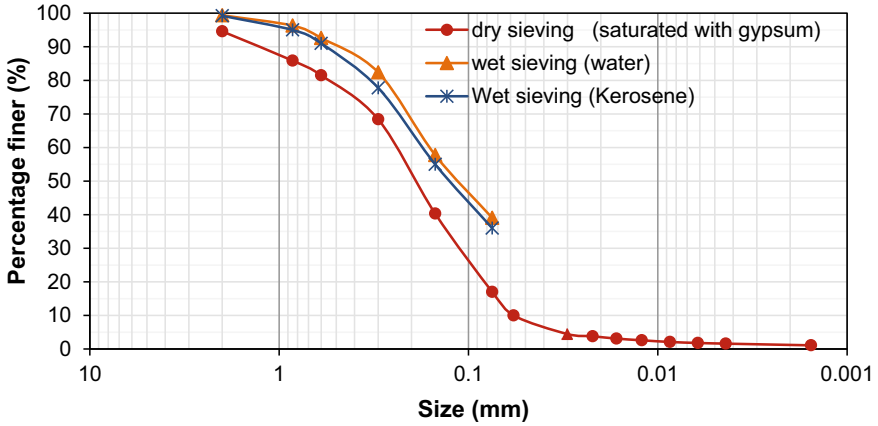 100
90
80
70
60
50
40
30
20
10
0
Percentage finer (%)
dry sieving (saturated with gypsum)
wet sieving (water)
Wet sieving (Kerosene)
10 1 0.1 0.01 0.001
Size (mm)